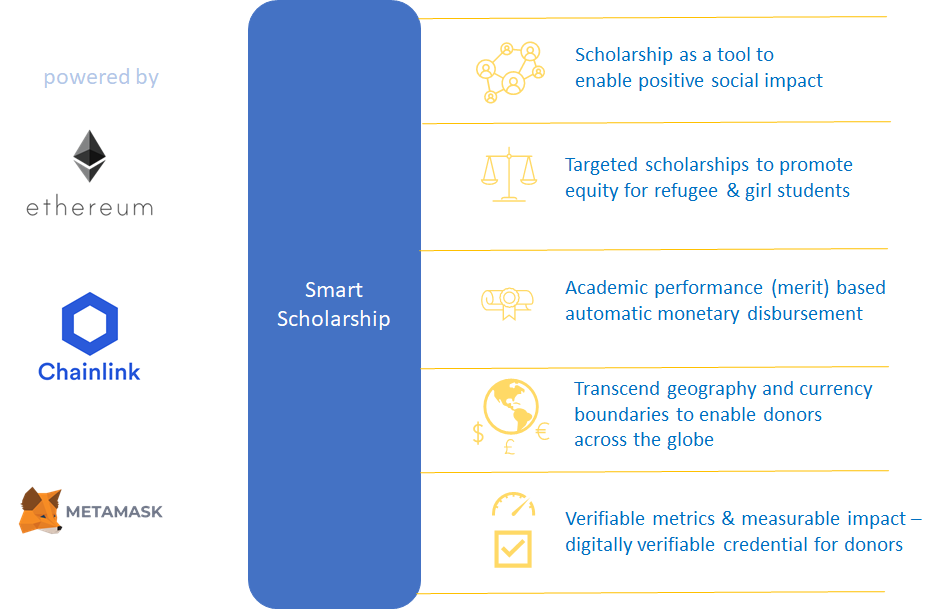 powered by
ethereum
Chainlink
METAMASK
Smart
Scholarship
Scholarship as a tool to
enable positive social impact
Targeted scholarships to promote
equity for refugee & girl students
Academic performance (merit) based
automatic monetary disbursement
Transcend geography and currency
boundaries to enable donors
across the globe
$ £ €
Verifiable metrics & measurable impact –
digitally verifiable credential for donors